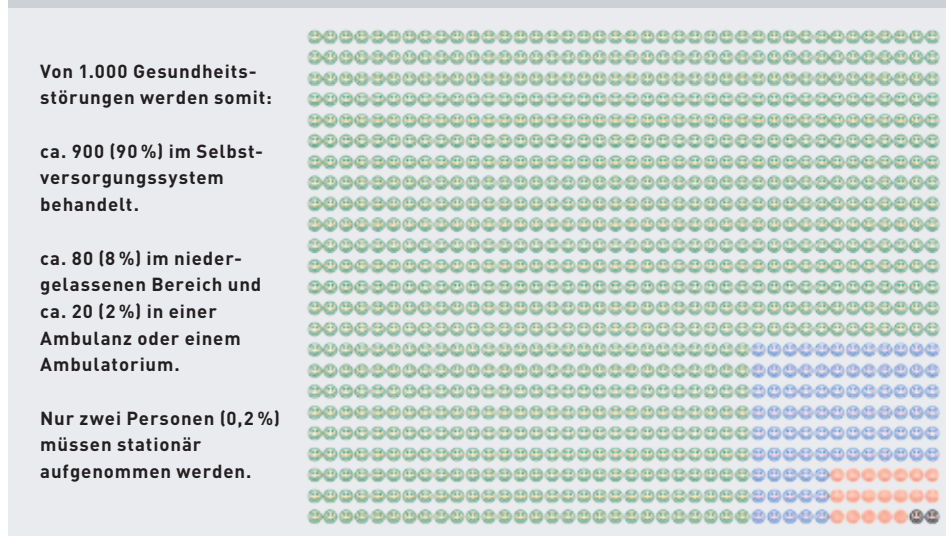 Von 1.000 Gesundheits-
störungen werden somit:
ca. 900 (90 %) im Selbst-
versorgungssystem
behandelt.
ca. 80 (8 %) im nieder-
gelassenen Bereich und
ca. 20 (2 %) in einer
Ambulanz oder einem
Ambulatorium.
Nur zwei Personen (0,2 %)
müssen stationär
aufgenommen werden.